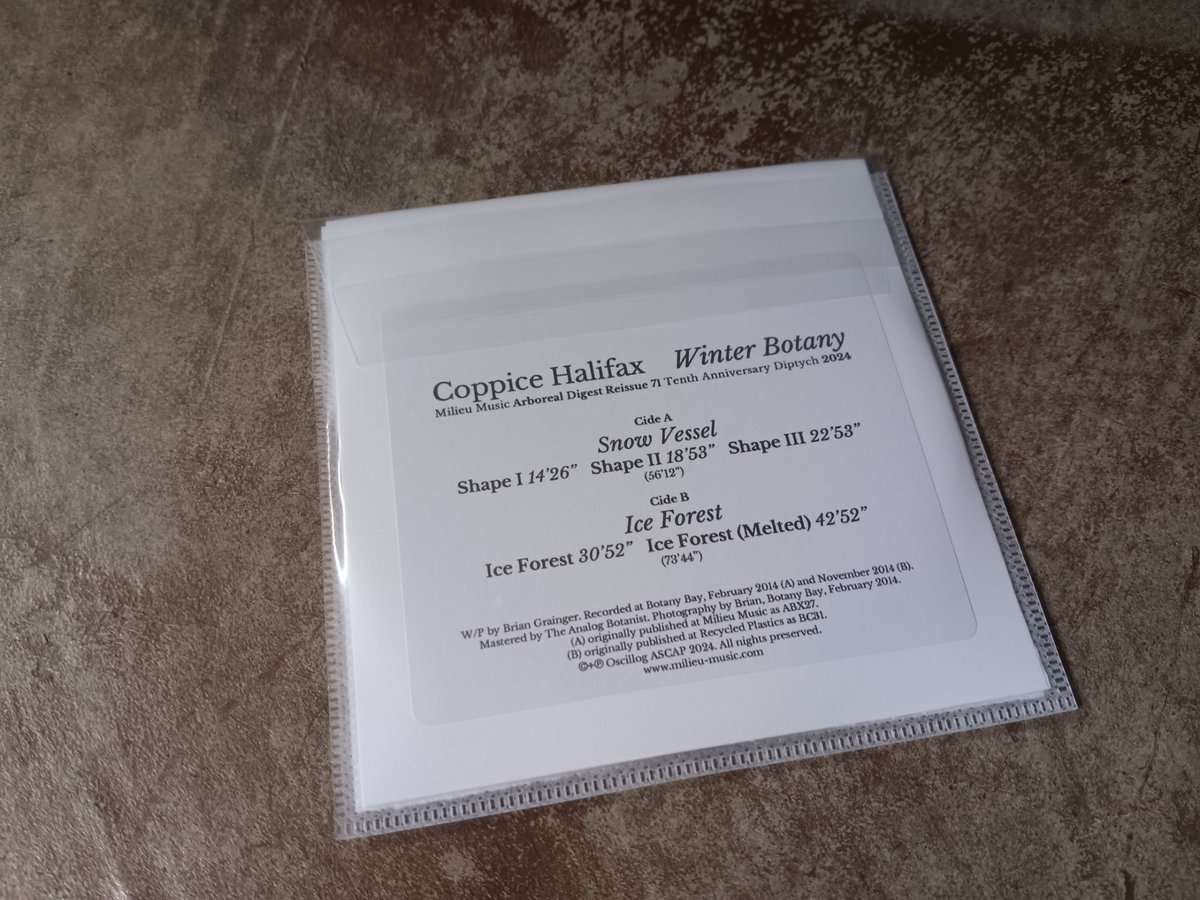 Coppice Halifax Winter Botany
Milieu Music Arboreal Digest Reissue 71 Tenth Anniversary Diptych 2024
Cide A
Snow Vessel
Shape I 14’26” Shape II 18’53” Shape III 22’53”
(56’12”)
Cide B
Ice Forest
Ice Forest 30’52” Ice Forest (Melted) 42’52”
(73’44”)
W/P by Brian Grainger. Recorded at Botany Bay, February 2014 (A) and November 2014 (B).
Mastered by The Analog Botanist. Photography by Brian, Botany Bay, February 2014.
(A) originally published at Milieu Music as ABX27.
(B) originally published at Recycled Plastics as BC31.
©+℗ Oscillog ASCAP 2024. All rights preserved.
www.milieu-music.com